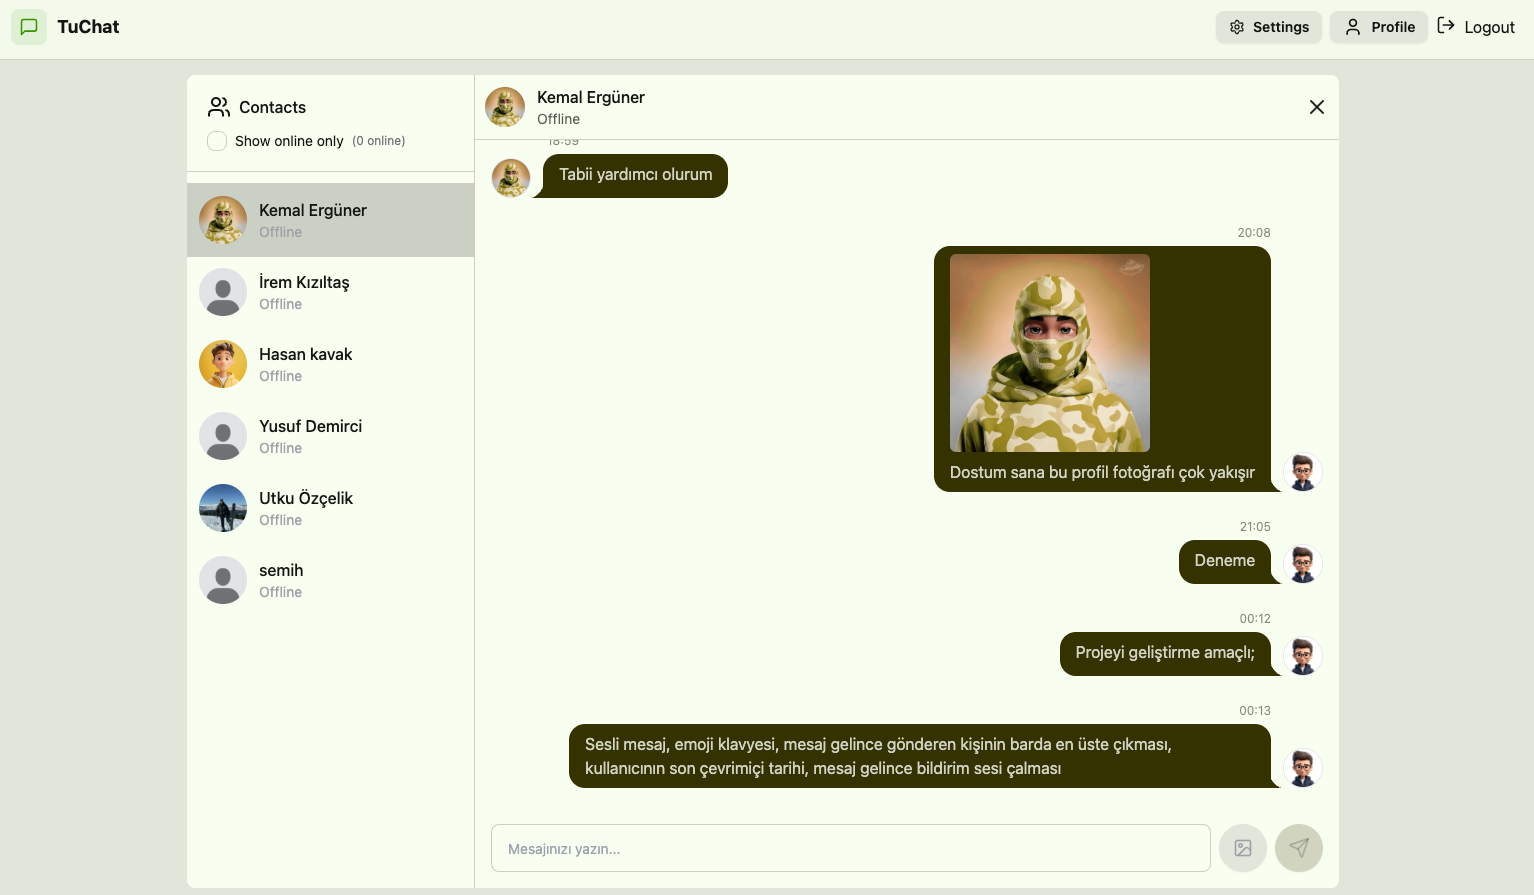 TuChat
Settings
Profile
Logout
Contacts
Show online only (0 online)
Kemal Ergüner
Offline
İrem Kızıltaş
Offline
Hasan kavak
Offline
Yusuf Demirci
Offline
Utku Özçelik
Offline
semih
Offline
Kemal Ergüner
Offline
18:59
Tabii yardımcı olurum
20:08
Dostum sana bu profil fotoğrafı çok yakışır
21:05
Deneme
00:12
Projeyi geliştirme amaçlı;
00:13
Sesli mesaj, emoji klavyesi, mesaj gelince gönderen kişinin barda en üste çıkması,
kullanıcının son çevrimiçi tarihi, mesaj gelince bildirim sesi çalması
Mesajınızı yazın...